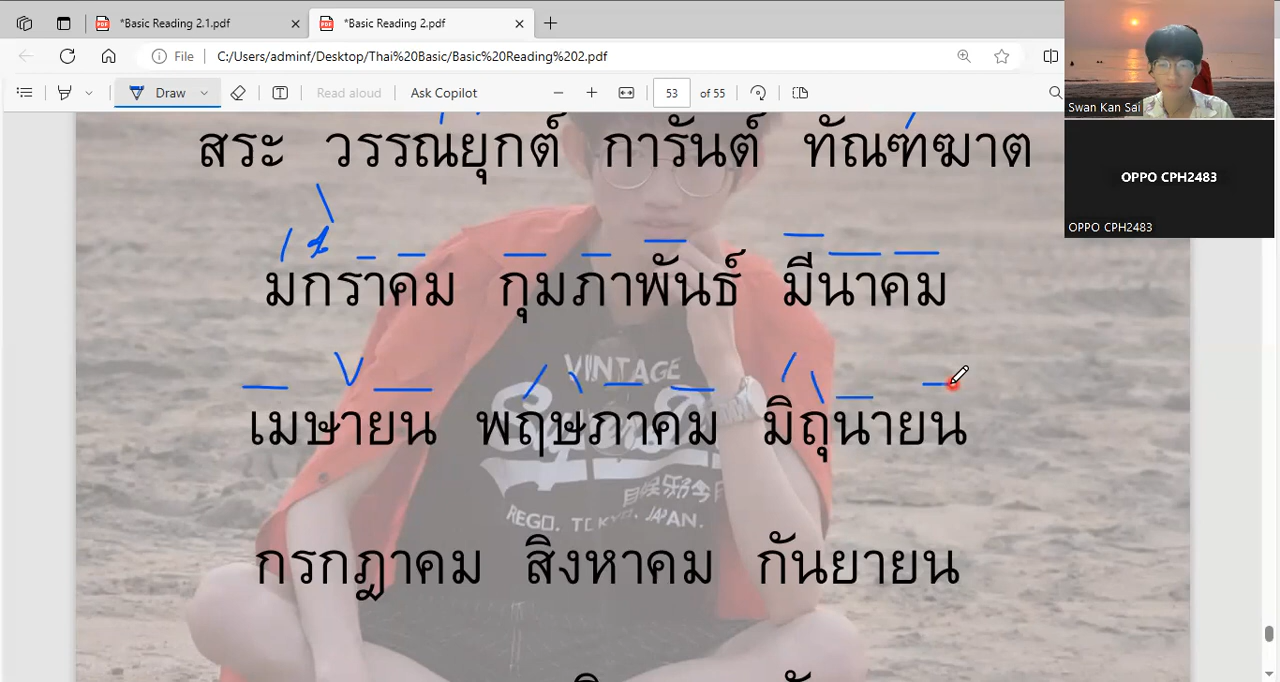 *Basic Reading 2.1.pdf *Basic Reading 2.pdf
File C:/Users/adminf/Desktop/Thai%20Basic/Basic%20Reading%202.pdf
Draw Read aloud Ask Copilot 53 of 55
Swan Kan Sai
OPPO CPH2483
OPPO CPH2483
สระ วรรณยุกต์ การันต์ ทัณฑ์ฆาต
มกราคม กุมภาพันธ์ มีนาคม
VINTAGE
เมษายน พฤษภาคม มิถุนายน
REGD. TOKYO. JAPAN.
กรกฎาคม สิงหาคม กันยายน